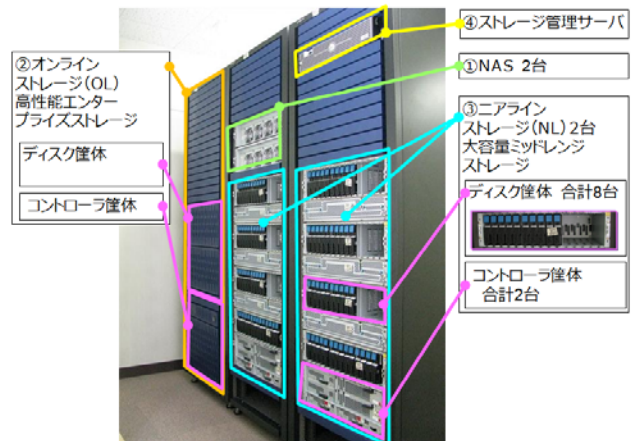 ②オンライン
ストレージ(OL)
高性能エンター
プライズストレージ
ディスク筐体
コントローラ筐体
④ストレージ管理サーバ
①NAS 2台
③ニアライン
ストレージ(NL)2台
大容量ミッドレンジ
ストレージ
ディスク筐体 合計8台
コントローラ筐体
合計2台